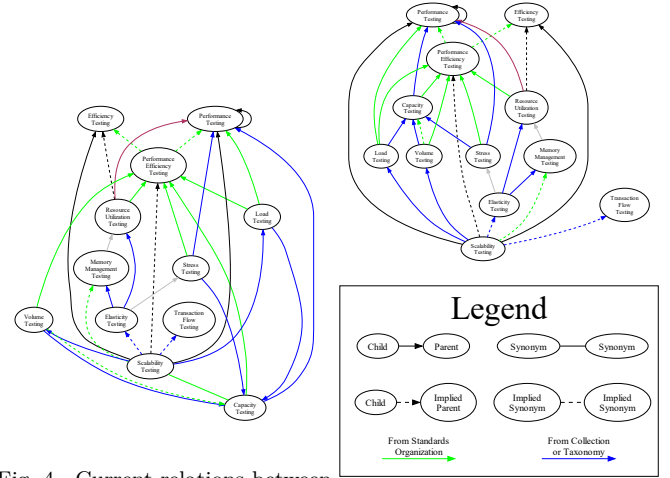 Efficiency
Testing
Performance
Testing
Performance
Efficiency
Testing
Resource
Utilization
Testing
Load
Testing
Memory
Management
Testing
Stress
Testing
Volume
Testing
Elasticity
Testing
Transaction
Flow
Testing
Scalability
Testing
Capacity
Testing
Fig. 4. Current relations between
Performance
Testing
Efficiency
Testing
Performance
Efficiency
Testing
Capacity
Testing
Resource
Utilization
Testing
Load
Testing
Volume
Testing
Stress
Testing
Memory
Management
Testing
Elasticity
Testing
Transaction
Flow
Testing
Scalability
Testing
Legend
Child
Parent
Synonym
Synonym
Child
Implied
Parent
Implied
Synonym
Implied
Synonym
From Standards
Organization
From Collection
or Taxonomy